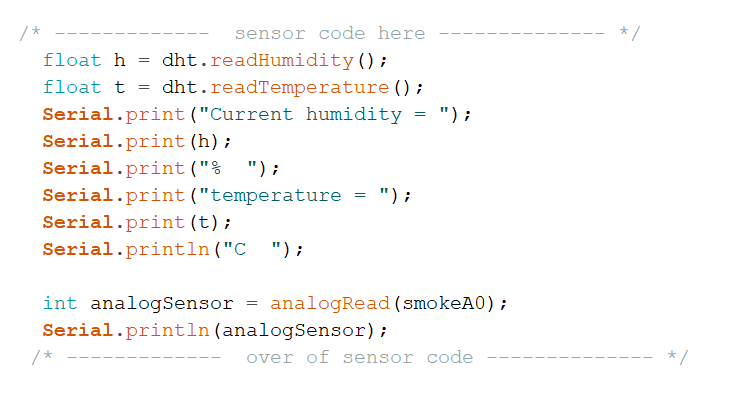 /* -------------  sensor code here -------------- */
float h = dht.readHumidity();
float t = dht.readTemperature();
Serial.print("Current humidity = ");
Serial.print(h);
Serial.print("%  ");
Serial.print("temperature = ");
Serial.print(t);
Serial.println("C  ");
int analogSensor = analogRead(smokeA0);
Serial.println(analogSensor);
/* -------------  over of sensor code -------------- */